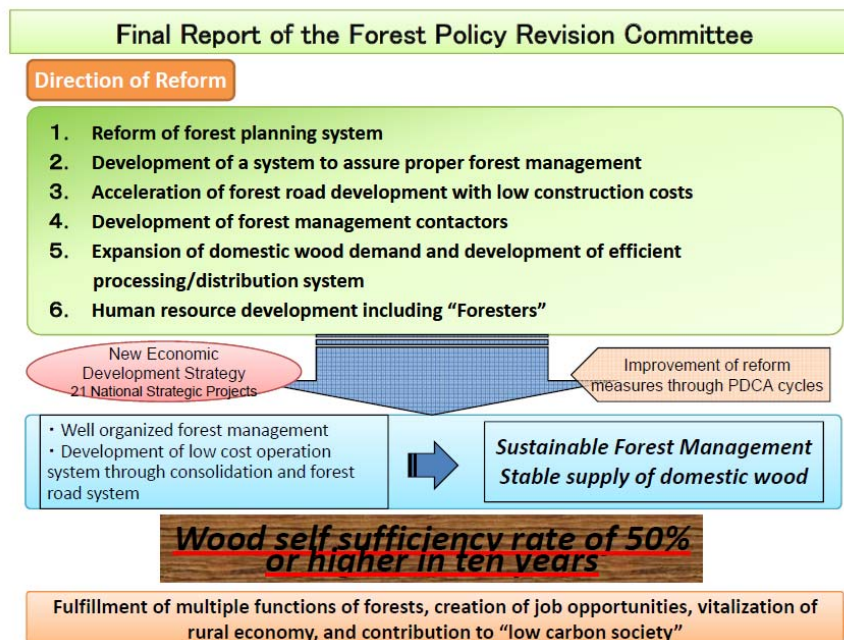 Final Report of the Forest Policy Revision Committee
Direction of Reform
1. Reform of forest planning system
2. Development of a system to assure proper forest management
3. Acceleration of forest road development with low construction costs
4. Development of forest management contactors
5. Expansion of domestic wood demand and development of efficient
processing/distribution system
6. Human resource development including “Foresters”
New Economic
Development Strategy
21 National Strategic Projects
Improvement of reform
measures through PDCA cycles
・Well organized forest management
・Development of low cost operation
system through consolidation and forest
road system
Sustainable Forest Management
Stable supply of domestic wood
Wood self sufficiency rate of 50%
or higher in ten years
Fulfillment of multiple functions of forests, creation of job opportunities, vitalization of
rural economy, and contribution to “low carbon society”